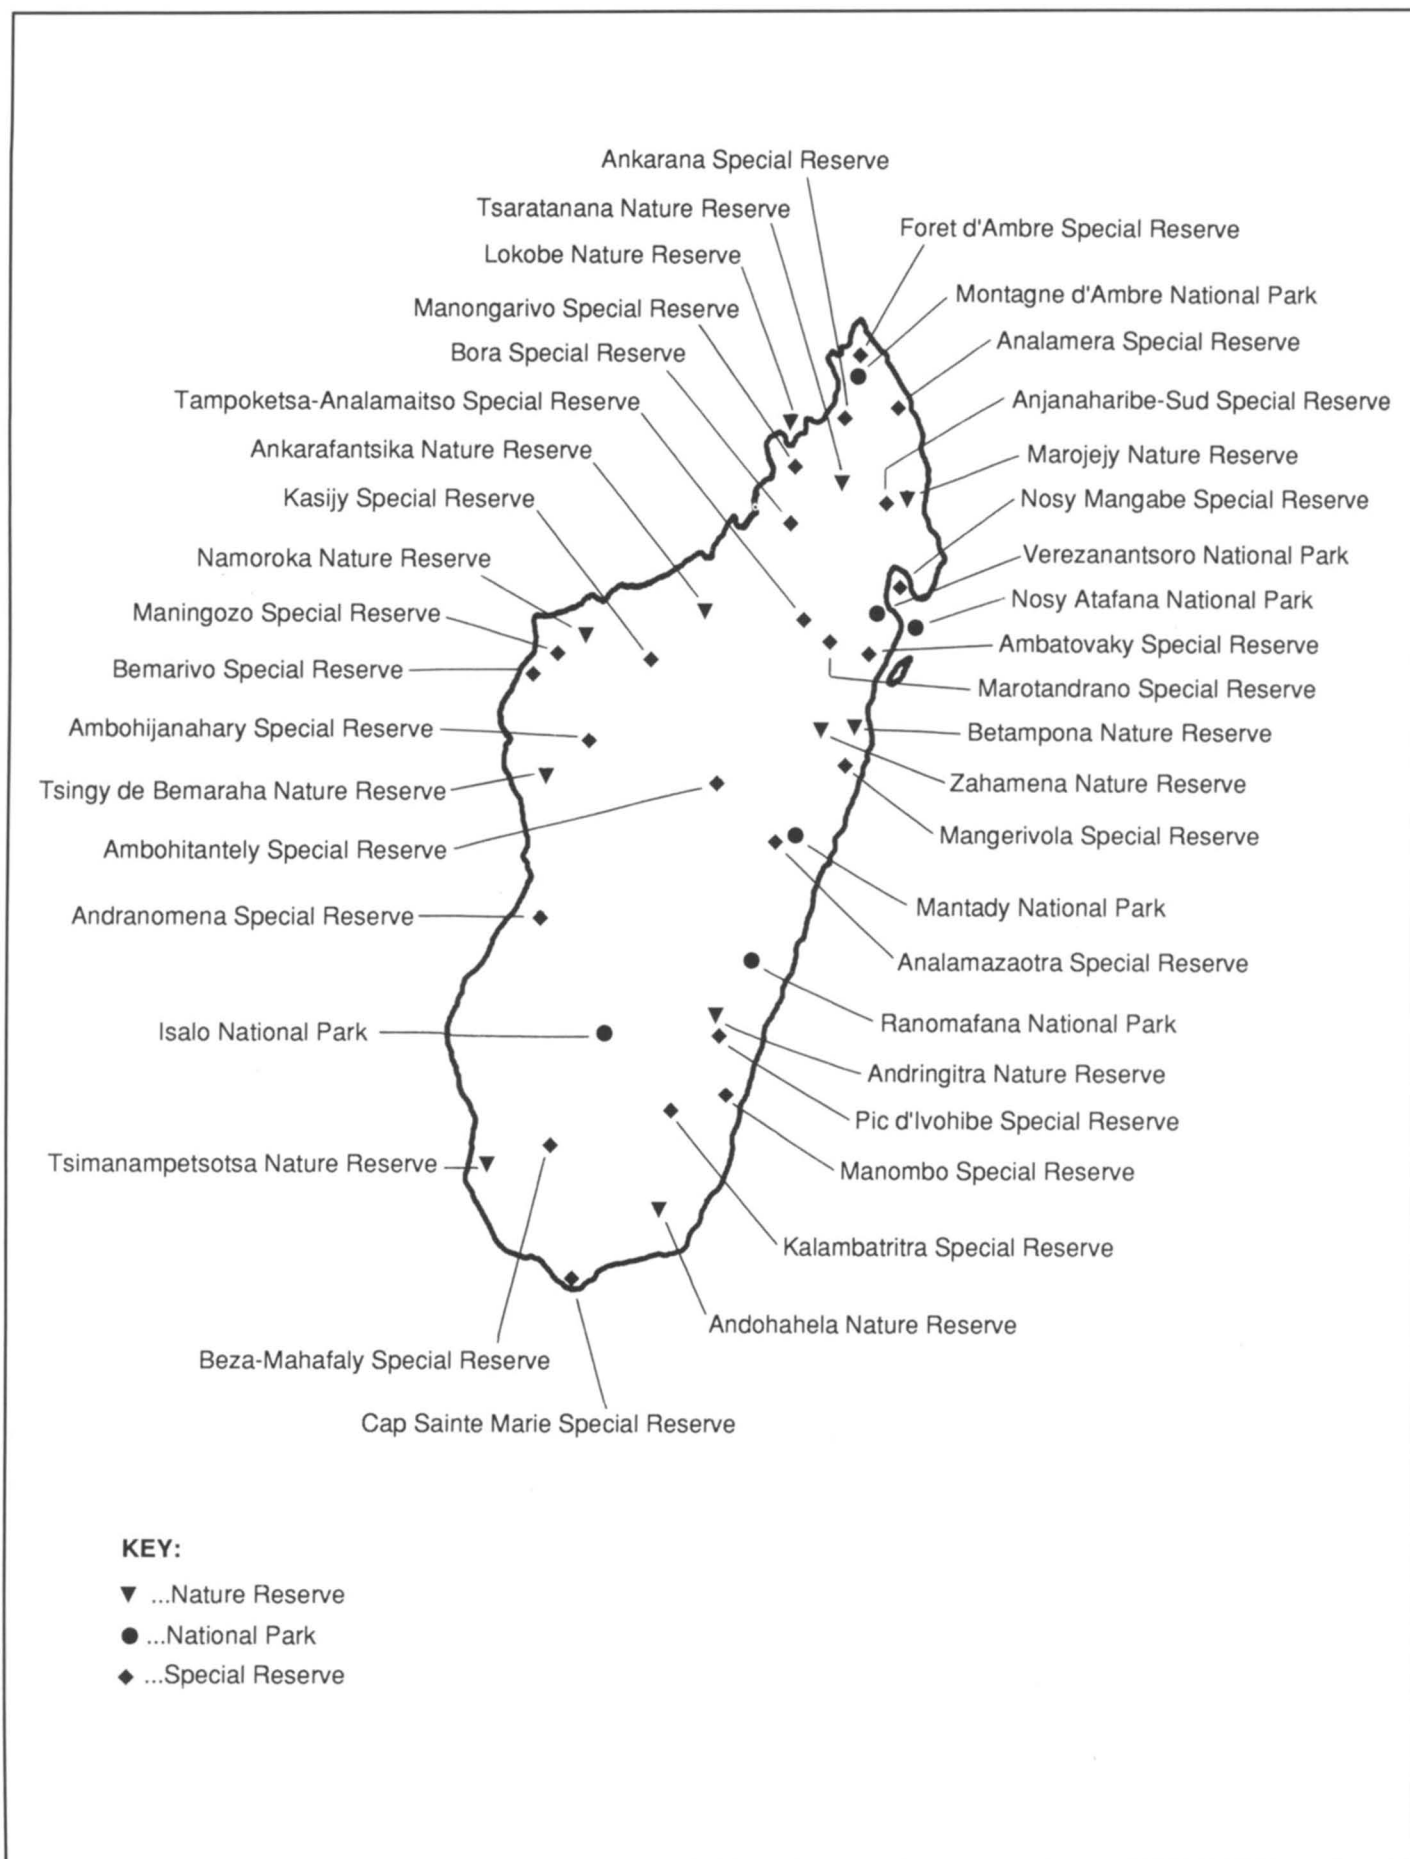 Ankarana Special Reserve
Tsaratanana Nature Reserve
Foret d'Ambre Special Reserve
Lokobe Nature Reserve
Montagne d'Ambre National Park
Manongarivo Special Reserve
Analamera Special Reserve
Bora Special Reserve
Tampoketsa-Analamaitso Special Reserve
Anjanaharibe-Sud Special Reserve
Ankarafantsika Nature Reserve
Marojejy Nature Reserve
Kasijy Special Reserve
Nosy Mangabe Special Reserve
Namoroka Nature Reserve
Verezanantsoro National Park
Maningozo Special Reserve
Nosy Atafana National Park
Bemarivo Special Reserve
Ambatovaky Special Reserve
Marotandrano Special Reserve
Ambohijanahary Special Reserve
Betampona Nature Reserve
Tsingy de Bemaraha Nature Reserve
Zahamena Nature Reserve
Ambohitantely Special Reserve
Mangerivola Special Reserve
Andranomena Special Reserve
Mantady National Park
Analamazaotra Special Reserve
Isalo National Park
Ranomafana National Park
Andringitra Nature Reserve
Pic d'Ivohibe Special Reserve
Tsimanampetsotsa Nature Reserve
Manombo Special Reserve
Kalambatritra Special Reserve
Andohahela Nature Reserve
Beza-Mahafaly Special Reserve
Cap Sainte Marie Special Reserve
KEY:
...Nature Reserve
...National Park
...Special Reserve